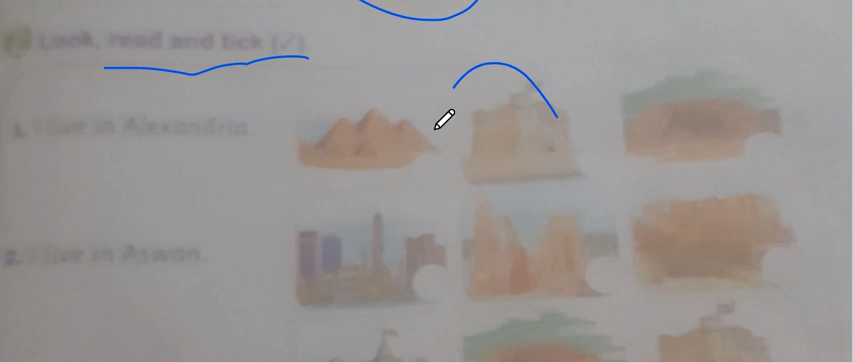 Look, read and tick (✓).
1. I live in Alexandria.
2. I live in Aswan.